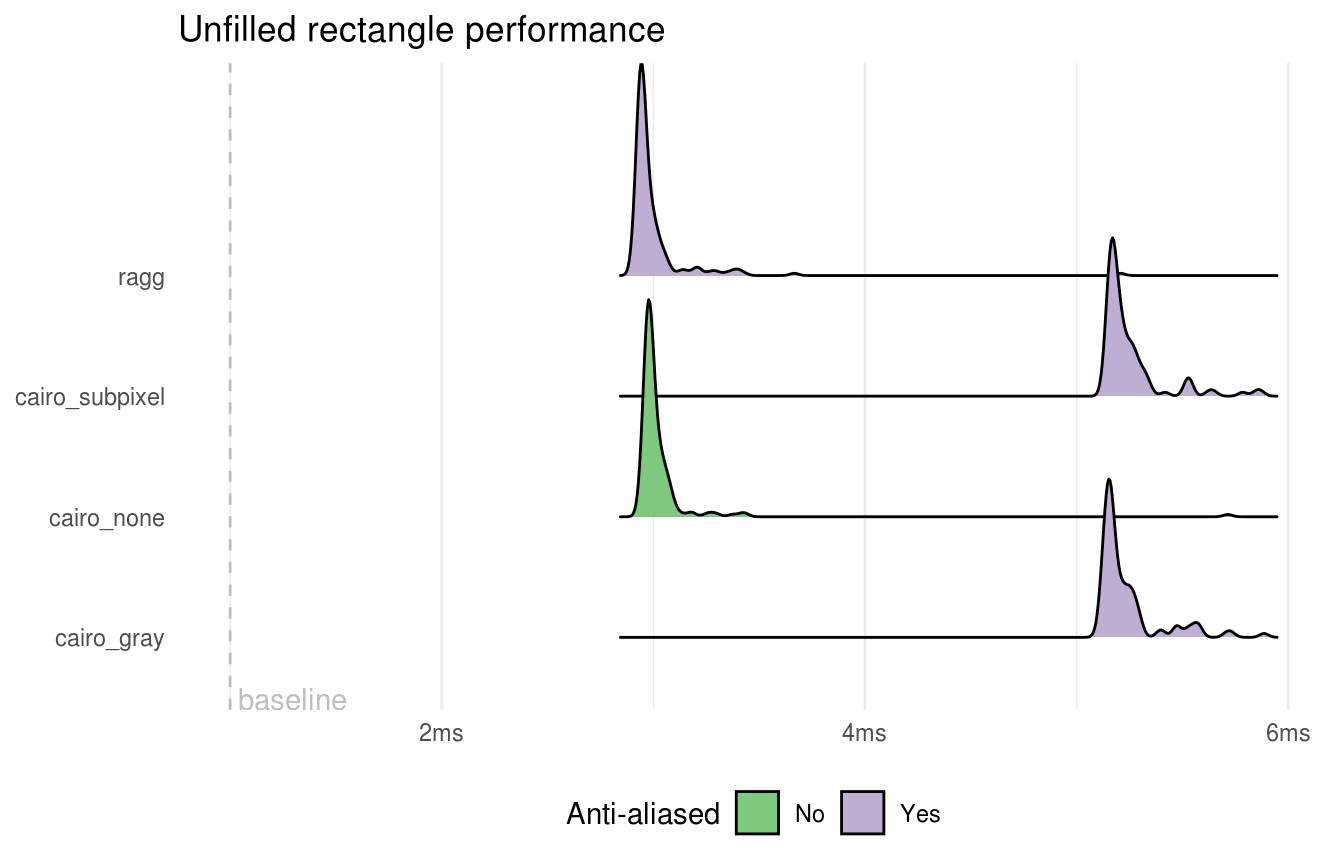 Unfilled rectangle performance
ragg
cairo_subpixel
cairo_none
cairo_gray
baseline
2ms 4ms 6ms
Anti-aliased No Yes